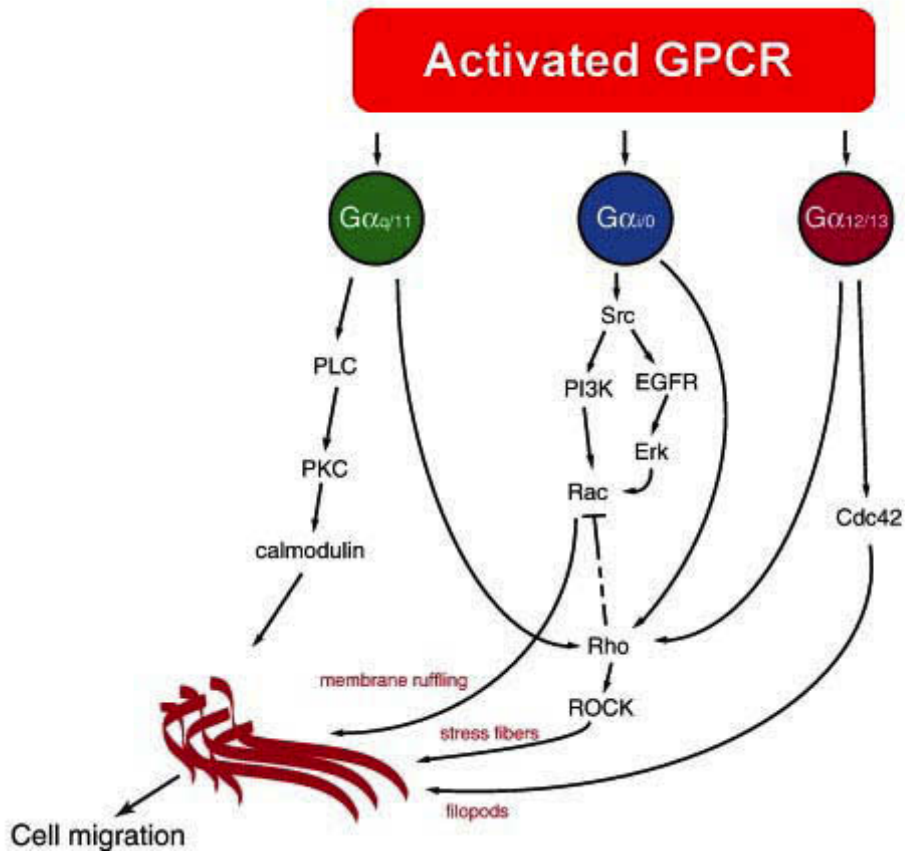 Activated GPCR
Gαq/11
Gαi/0
Gα12/13
Src
PLC
PI3K
EGFR
PKC
Erk
Rac
Cdc42
calmodulin
Rho
membrane ruffling
ROCK
stress fibers
filopods
Cell migration